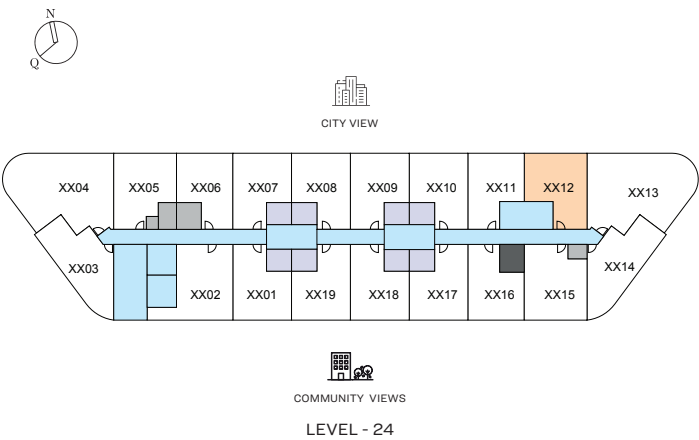 N
Q
CITY VIEW
XX04 XX05 XX06 XX07 XX08 XX09 XX10 XX11 XX12 XX13
XX03 XX14
XX02 XX01 XX19 XX18 XX17 XX16 XX15
COMMUNITY VIEWS
LEVEL - 24